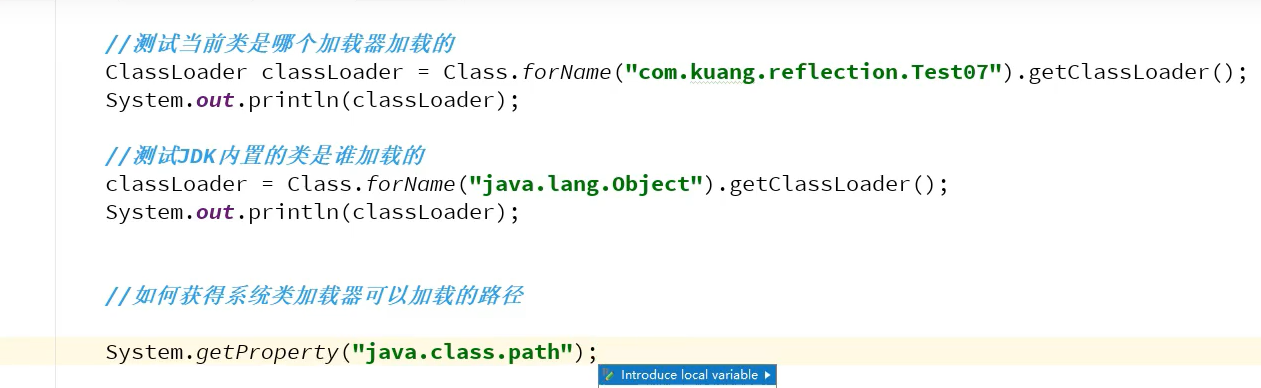 //测试当前类是哪个加载器加载的
ClassLoader classLoader = Class.forName("com.kuang.reflection.Test07").getClassLoader();
System.out.println(classLoader);
//测试JDK内置的类是谁加载的
classLoader = Class.forName("java.lang.Object").getClassLoader();
System.out.println(classLoader);
//如何获得系统类加载器可以加载的路径
System.getProperty("java.class.path");
Introduce local variable